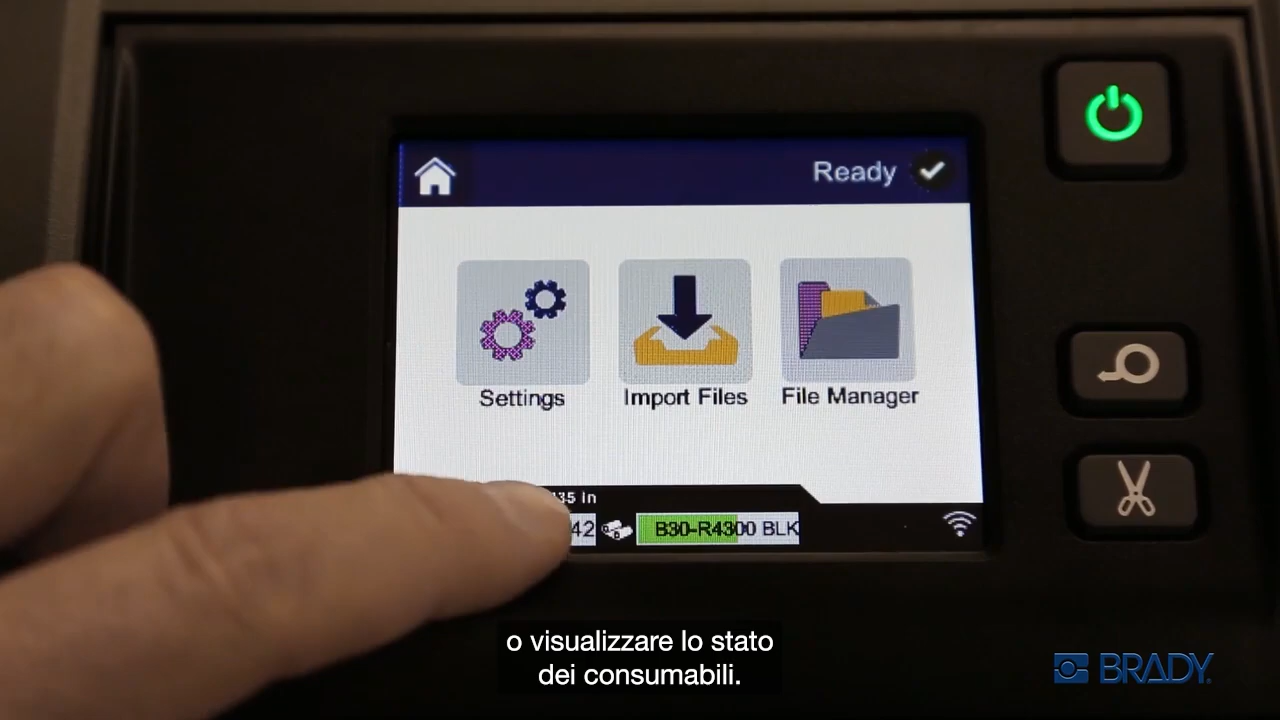 Ready
Settings
Import Files
File Manager
35 in
42
B30-R4300 BLK
o visualizzare lo stato
dei consumabili.
BRADY